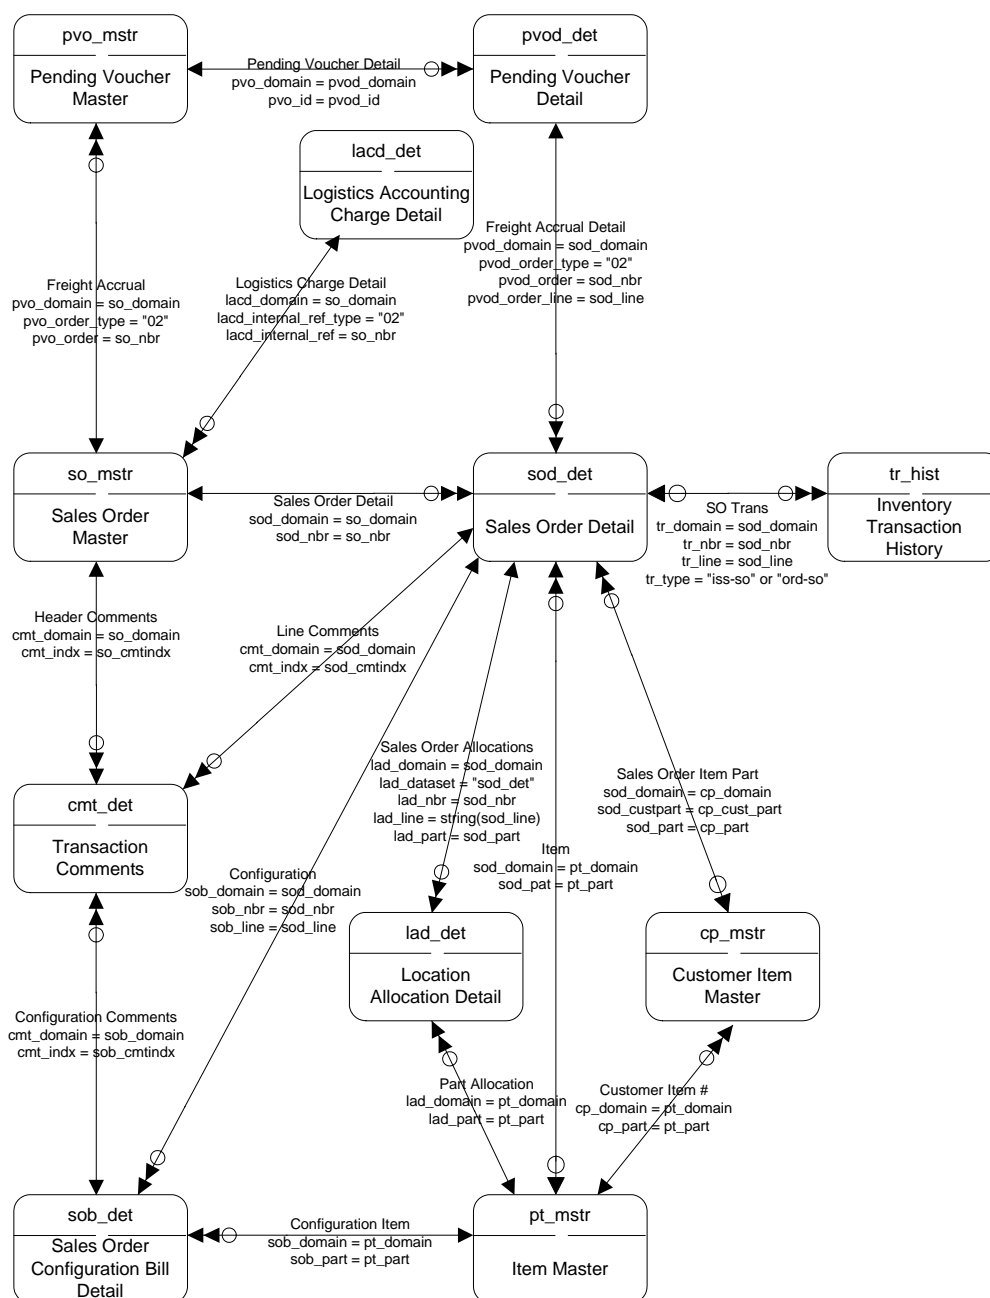 pvo_mstr
Pending Voucher
Master
Pending Voucher Detail
pvo_domain = pvod_domain
pvo_id = pvod_id
pvod_det
Pending Voucher
Detail
lacd_det
Logistics Accounting
Charge Detail
Freight Accrual
pvo_domain = so_domain
pvo_order_type = "02"
pvo_order = so_nbr
Logistics Charge Detail
lacd_domain = so_domain
lacd_internal_ref_type = "02"
lacd_internal_ref = so_nbr
Freight Accrual Detail
pvod_domain = sod_domain
pvod_order_type = "02"
pvod_order = sod_nbr
pvod_order_line = sod_line
so_mstr
Sales Order
Master
Sales Order Detail
sod_domain = so_domain
sod_nbr = so_nbr
sod_det
Sales Order Detail
SO Trans
tr_domain = sod_domain
tr_nbr = sod_nbr
tr_line = sod_line
tr_type = "iss-so" or "ord-so"
tr_hist
Inventory
Transaction
History
Header Comments
cmt_domain = so_domain
cmt_indx = so_cmtindx
Line Comments
cmt_domain = sod_domain
cmt_indx = sod_cmtindx
cmt_det
Transaction
Comments
Sales Order Allocations
lad_domain = sod_domain
lad_dataset = "sod_det"
lad_nbr = sod_nbr
lad_line = string(sod_line)
lad_part = sod_part
Sales Order Item Part
sod_domain = cp_domain
sod_custpart = cp_cust_part
sod_part = cp_part
Item
sod_domain = pt_domain
sod_pat = pt_part
Configuration
sob_domain = sod_domain
sob_nbr = sod_nbr
sob_line = sod_line
lad_det
Location
Allocation Detail
cp_mstr
Customer Item
Master
Configuration Comments
cmt_domain = sob_domain
cmt_indx = sob_cmtindx
Part Allocation
lad_domain = pt_domain
lad_part = pt_part
Customer Item #
cp_domain = pt_domain
cp_part = pt_part
sob_det
Sales Order
Configuration Bill
Detail
Configuration Item
sob_domain = pt_domain
sob_part = pt_part
pt_mstr
Item Master